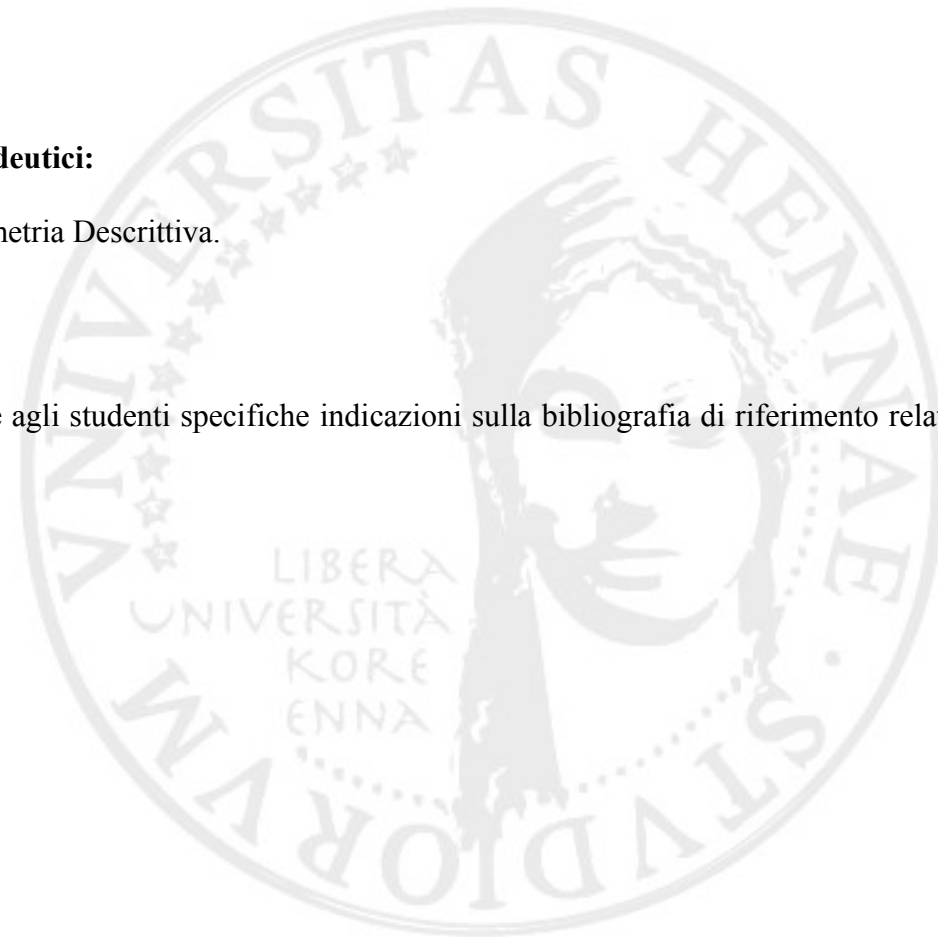 deutici:
netria Descrittiva.
e agli studenti specifiche indicazioni sulla bibliografia di riferimento rela
VNIVERSITAS HENNAE · STVDIORVM
LIBERA
UNIVERSITÀ
KORE
ENNA